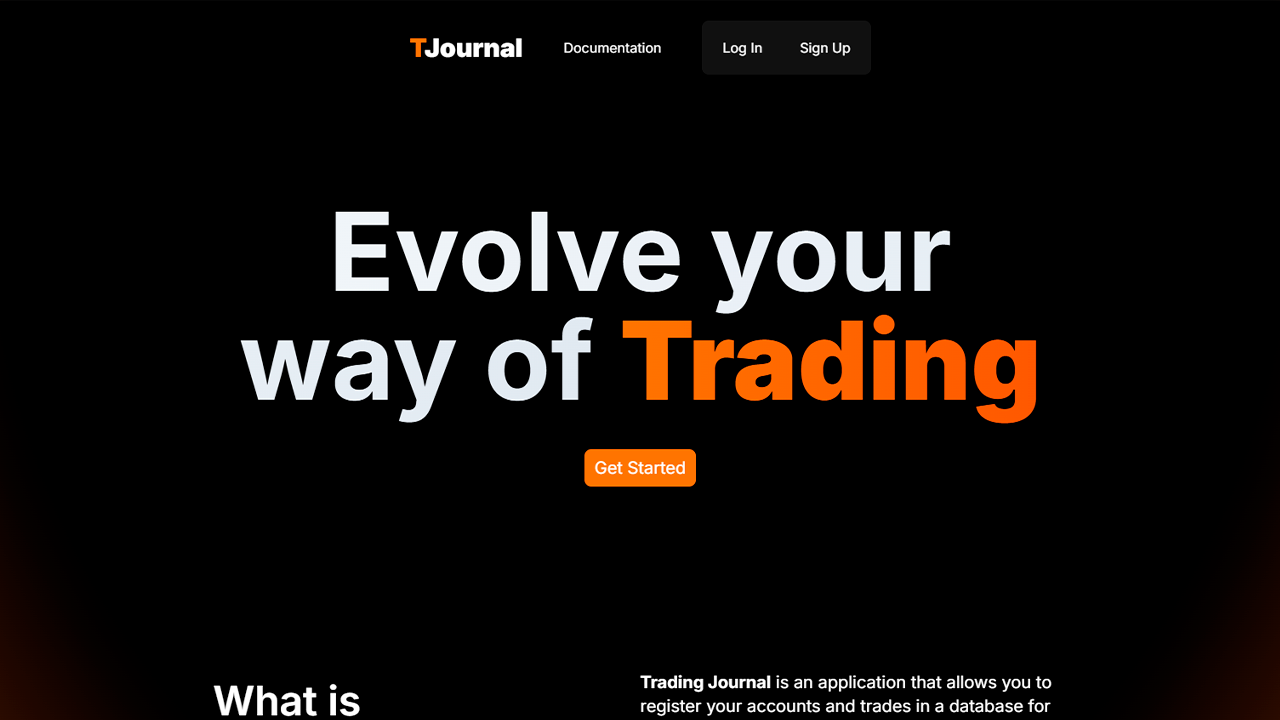 TJournal Documentation Log In Sign Up
Evolve your
way of Trading
Get Started
What is
Trading Journal is an application that allows you to
register your accounts and trades in a database for